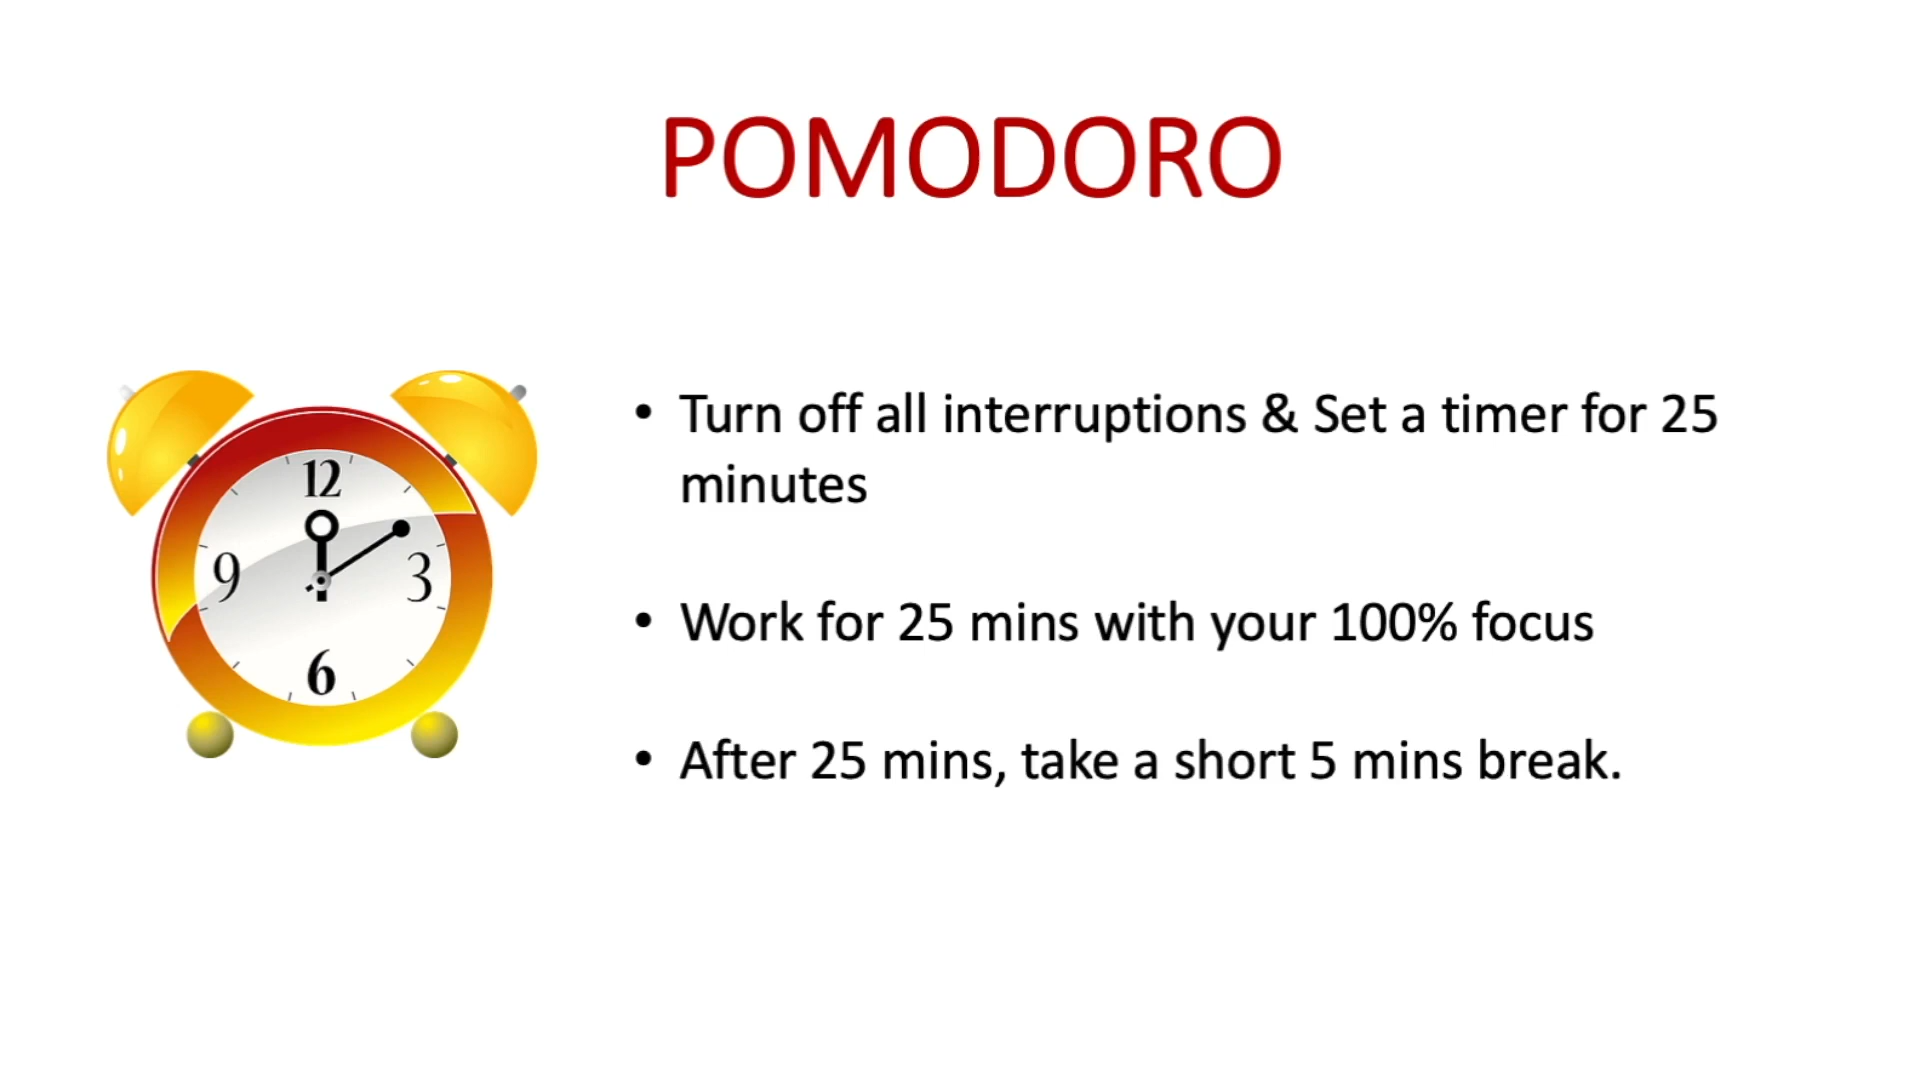 POMODORO
• Turn off all interruptions & Set a timer for 25
minutes
• Work for 25 mins with your 100% focus
• After 25 mins, take a short 5 mins break.
12
9
3
6